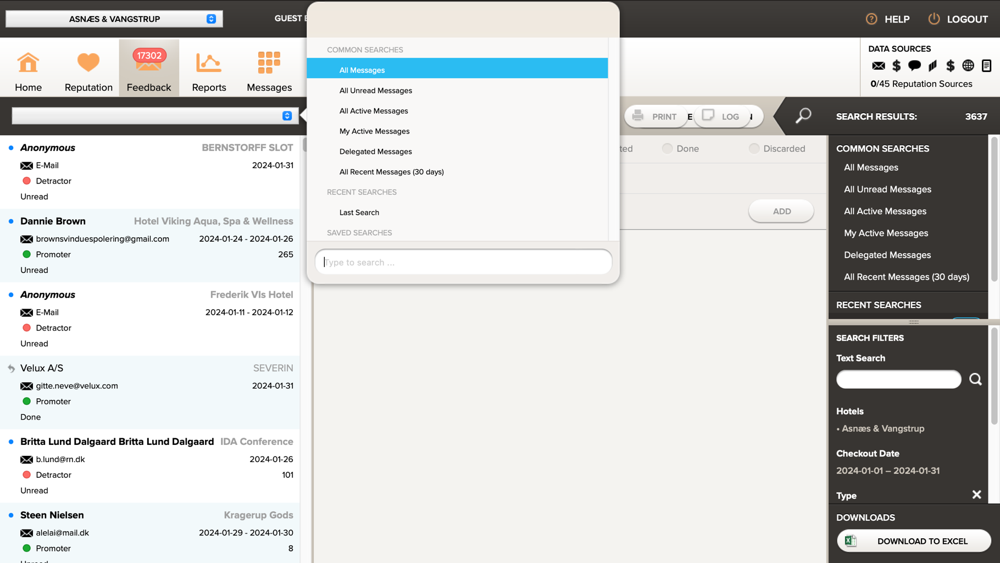 ASNÆS & VANGSTRUP
GUEST
HELP
LOGOUT
Home
Reputation
17302
Feedback
Reports
Messages
DATA SOURCES
0/45 Reputation Sources
COMMON SEARCHES
All Messages
All Unread Messages
All Active Messages
My Active Messages
Delegated Messages
All Recent Messages (30 days)
RECENT SEARCHES
Last Search
SAVED SEARCHES
Type to search ...
PRINT
LOG
SEARCH RESULTS: 3637
Done
Discarded
ADD
Anonymous BERNSTORFF SLOT
E-Mail 2024-01-31
Detractor
Unread
Dannie Brown Hotel Viking Aqua, Spa & Wellness
brownsvinduespolering@gmail.com 2024-01-24 - 2024-01-26
Promoter 265
Unread
Anonymous Frederik VIs Hotel
E-Mail 2024-01-11 - 2024-01-12
Detractor
Unread
Velux A/S SEVERIN
gitte.neve@velux.com 2024-01-31
Promoter
Done
Britta Lund Dalgaard Britta Lund Dalgaard IDA Conference
b.lund@rn.dk 2024-01-26
Detractor 101
Unread
Steen Nielsen Kragerup Gods
alelai@mail.dk 2024-01-29 - 2024-01-30
Promoter 8
COMMON SEARCHES
All Messages
All Unread Messages
All Active Messages
My Active Messages
Delegated Messages
All Recent Messages (30 days)
RECENT SEARCHES
SEARCH FILTERS
Text Search
Hotels
• Asnæs & Vangstrup
Checkout Date
2024-01-01 – 2024-01-31
Type
DOWNLOADS
DOWNLOAD TO EXCEL